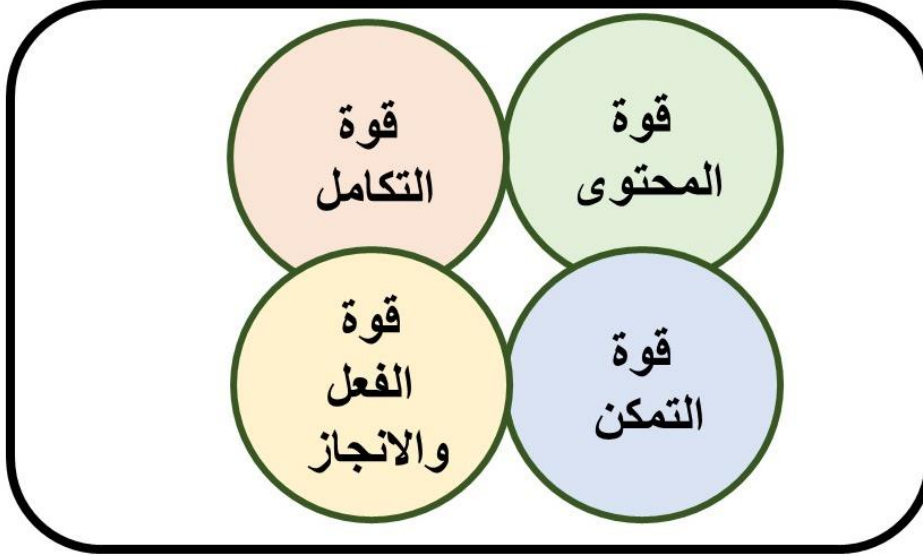 قوة
المحتوى
قوة
التكامل
قوة
التمكن
قوة
الفعل
والانجاز